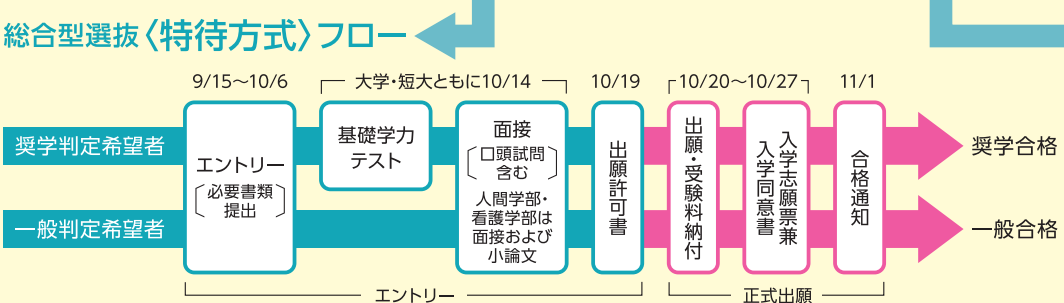 総合型選抜〈特待方式〉フロー
9/15～10/6
大学・短大ともに10/14
10/19
10/20～10/27
11/1
奨学判定希望者
一般判定希望者
エントリー
必要書類
提出
基礎学力
テスト
面接
口頭試問
含む
人間学部・
看護学部は
面接および
小論文
出願許可書
出願・受験料納付
入学志願票兼
入学同意書
合格通知
奨学合格
一般合格
エントリー
正式出願